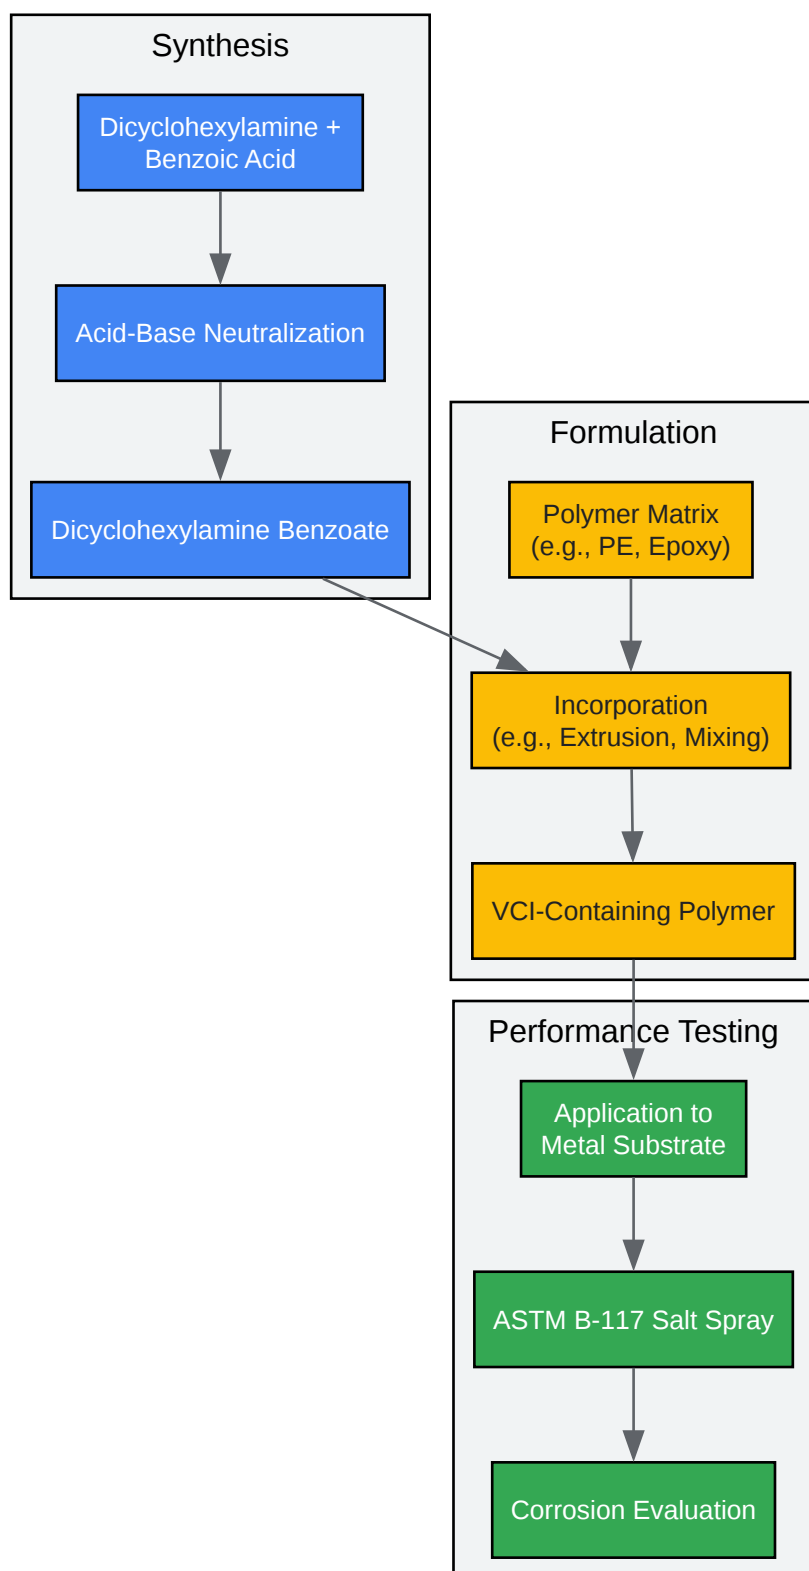 Synthesis
Dicyclohexylamine +
Benzoic Acid
Acid-Base Neutralization
Dicyclohexylamine Benzoate
Formulation
Polymer Matrix
(e.g., PE, Epoxy)
Incorporation
(e.g., Extrusion, Mixing)
VCI-Containing Polymer
Performance Testing
Application to
Metal Substrate
ASTM B-117 Salt Spray
Corrosion Evaluation